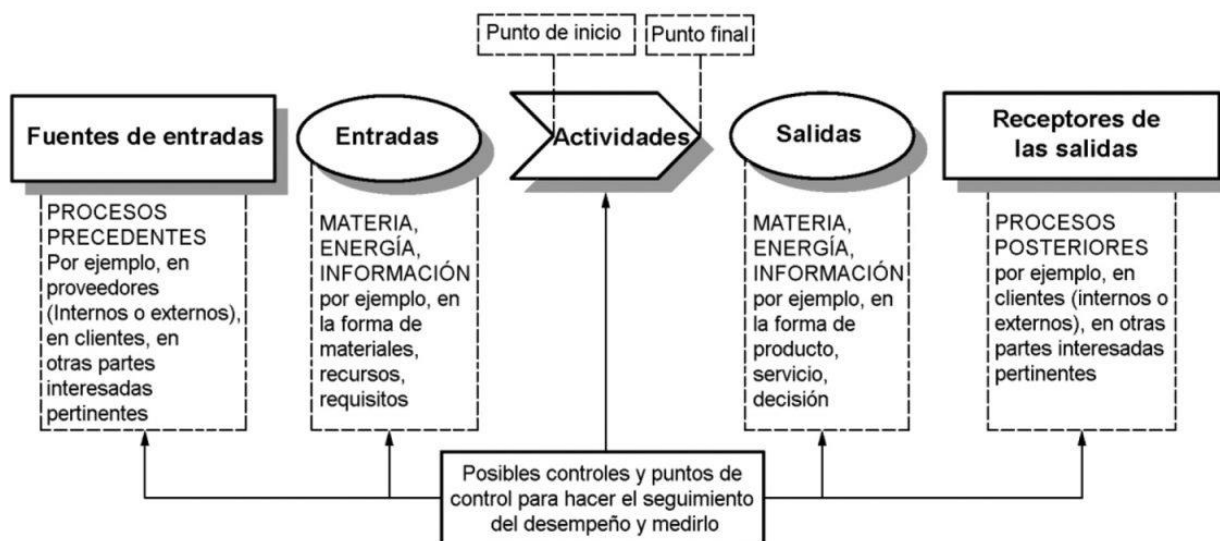 Punto de inicio
Punto final
Fuentes de entradas
Entradas
Actividades
Salidas
Receptores de
las salidas
PROCESOS
PRECEDENTES
Por ejemplo, en
proveedores
(Internos o externos),
en clientes, en
otras partes
interesadas
pertinentes
MATERIA,
ENERGÍA,
INFORMACIÓN
por ejemplo, en
la forma de
materiales,
recursos,
requisitos
MATERIA,
ENERGÍA,
INFORMACIÓN
por ejemplo, en
la forma de
producto,
servicio,
decisión
PROCESOS
POSTERIORES
por ejemplo, en
clientes (internos o
externos), en otras
partes interesadas
pertinentes
Posibles controles y puntos de
control para hacer el seguimiento
del desempeño y medirlo